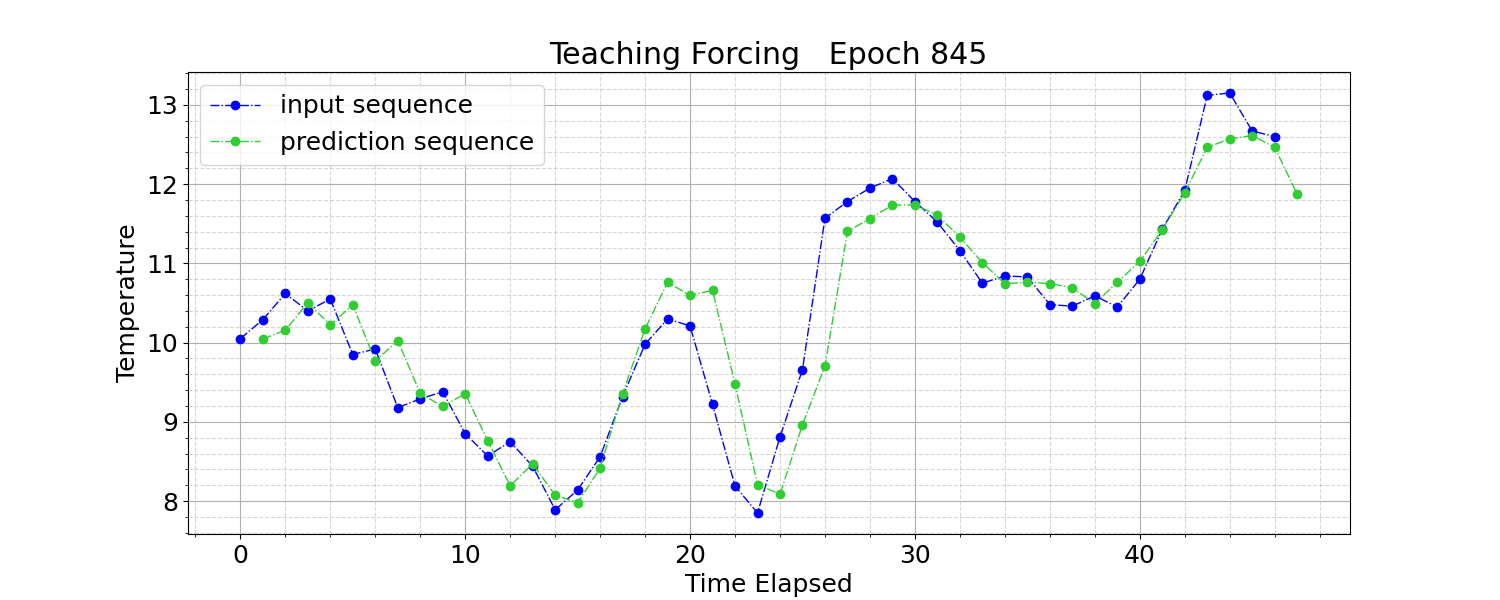 Teaching Forcing   Epoch 845
input sequence
prediction sequence
13
12
11
10
9
8
Temperature
0 10 20 30 40
Time Elapsed